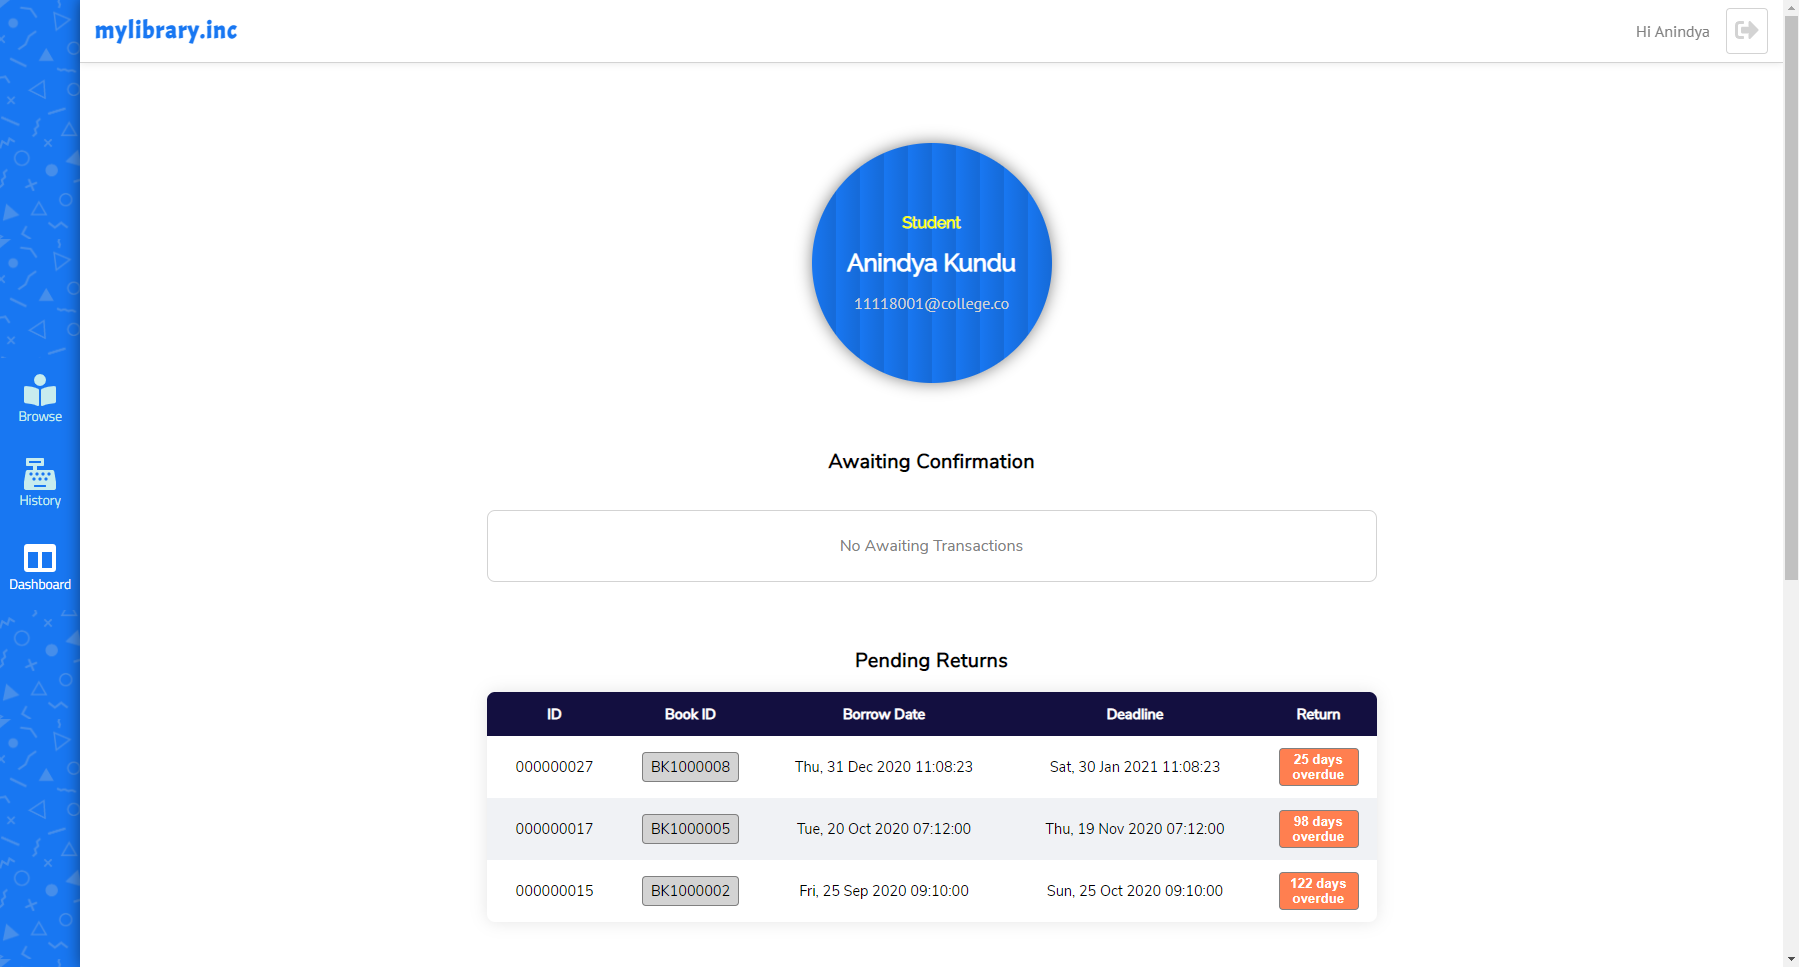 mylibrary.inc
Hi Anindya
Student
Anindya Kundu
11118001@college.co
Browse
History
Dashboard
Awaiting Confirmation
No Awaiting Transactions
Pending Returns
ID Book ID Borrow Date Deadline Return
000000027 BK1000008 Thu, 31 Dec 2020 11:08:23 Sat, 30 Jan 2021 11:08:23 25 days overdue
000000017 BK1000005 Tue, 20 Oct 2020 07:12:00 Thu, 19 Nov 2020 07:12:00 98 days overdue
000000015 BK1000002 Fri, 25 Sep 2020 09:10:00 Sun, 25 Oct 2020 09:10:00 122 days overdue